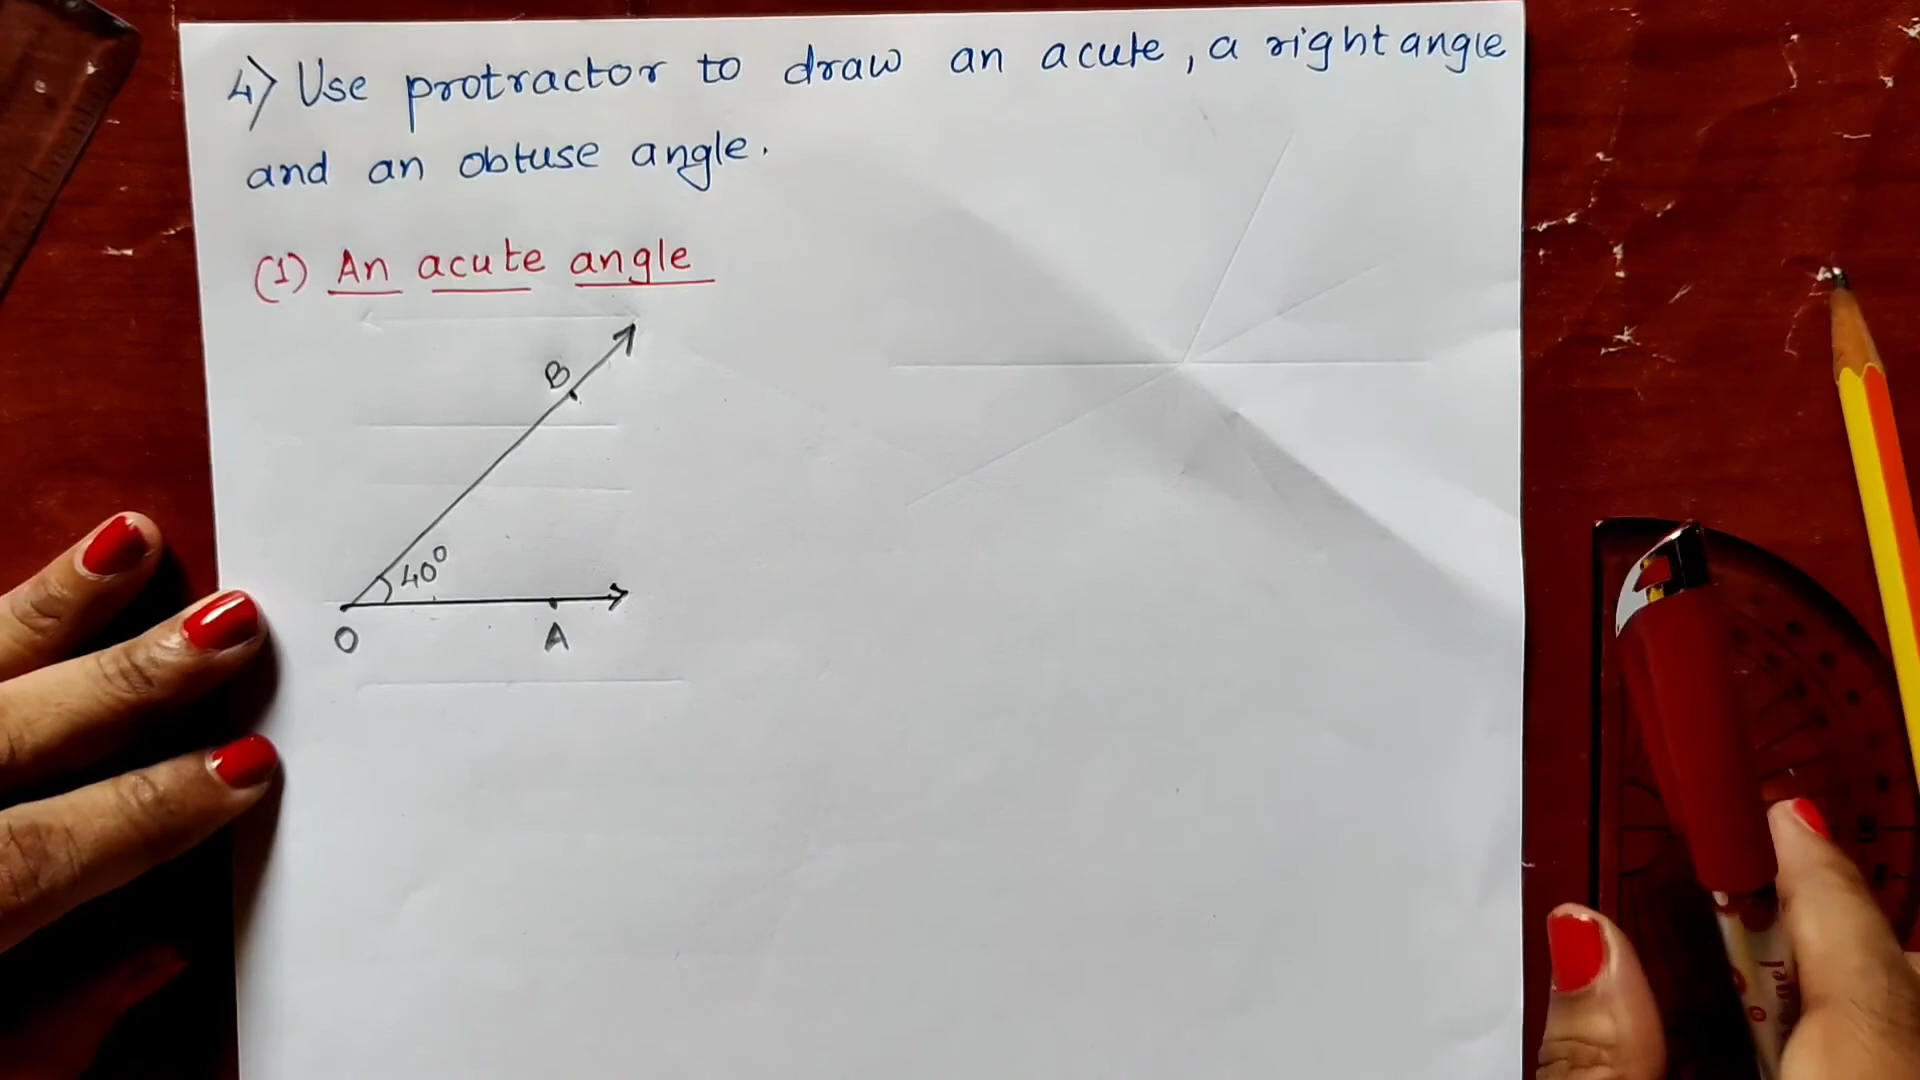 4) Use protractor to draw an acute, a right angle
and an obtuse angle.
(1) An acute angle
B
40°
O
A